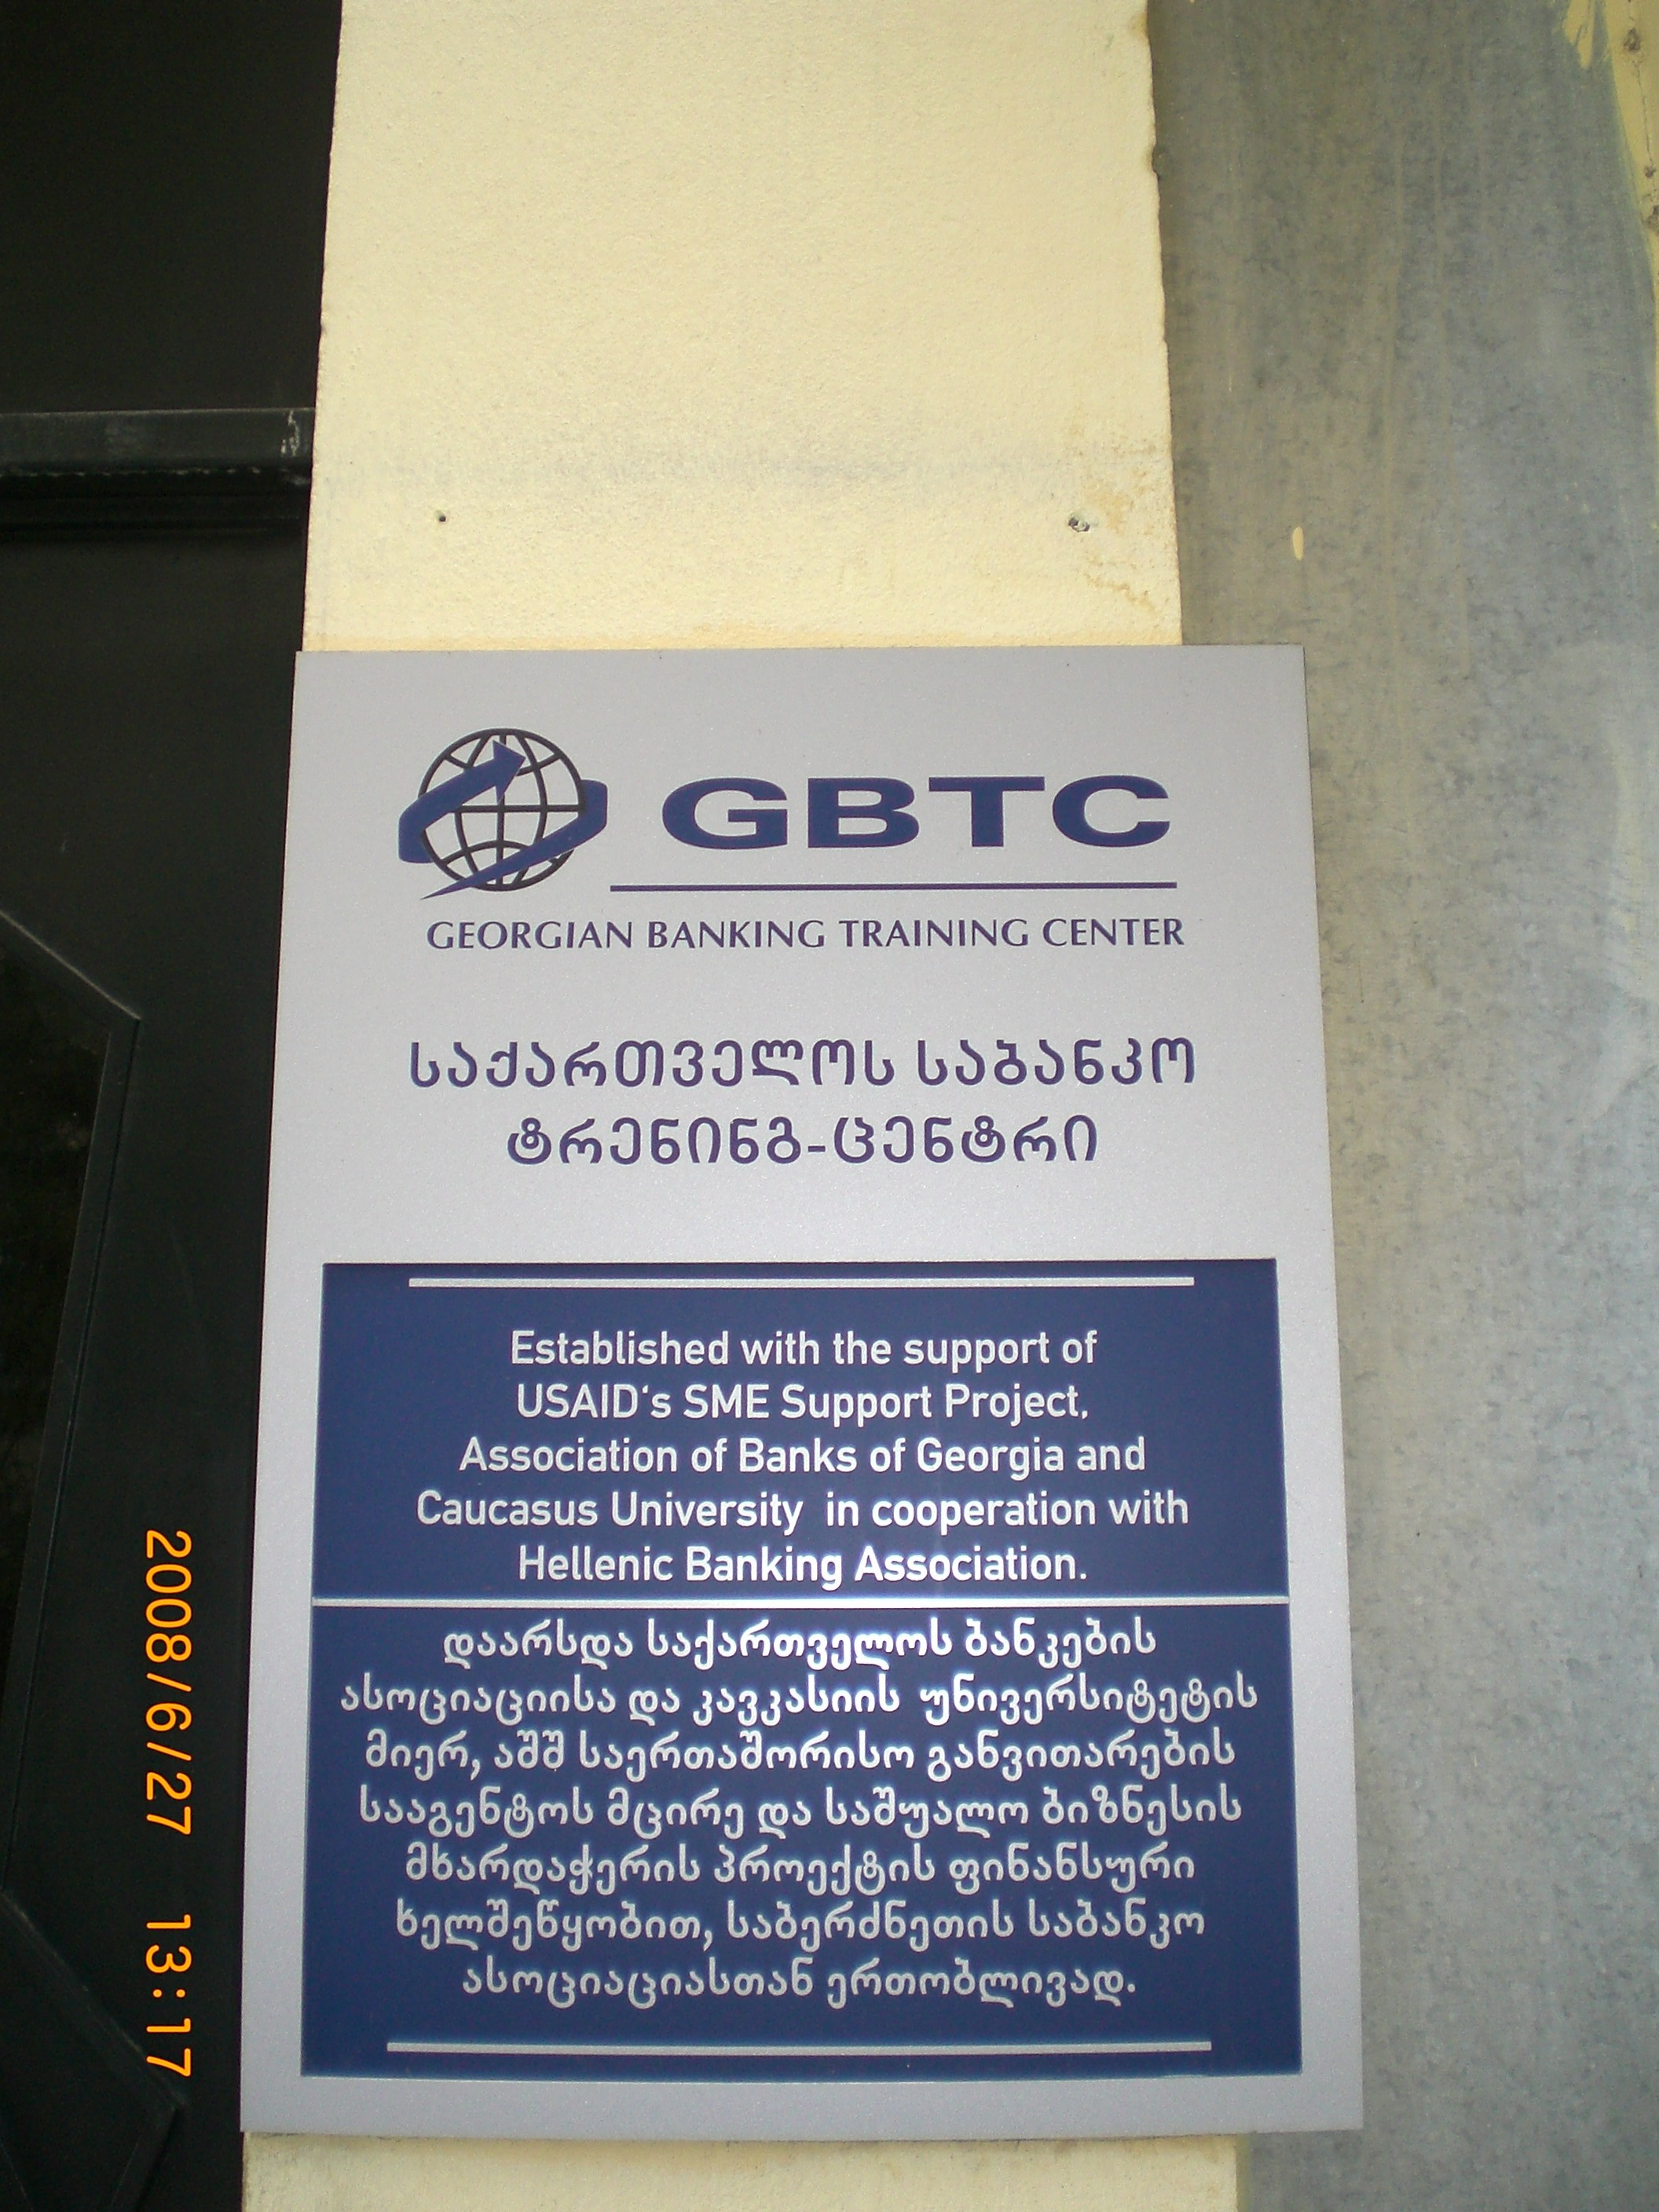 GBTC
GEORGIAN BANKING TRAINING CENTER
საქართველოს საბანკო
ტრენინგ-ცენტრი
Established with the support of
USAID‘s SME Support Project,
Association of Banks of Georgia and
Caucasus University in cooperation with
Hellenic Banking Association.
დაარსდა საქართველოს ბანკების
ასოციაციისა და კავკასიის უნივერსიტეტის
მიერ, აშშ საერთაშორისო განვითარების
სააგენტოს მცირე და საშუალო ბიზნესის
მხარდაჭერის პროექტის ფინანსური
ხელშეწყობით, საბერძნეთის საბანკო
ასოციაციასთან ერთობლივად.
2008/6/27 13:17